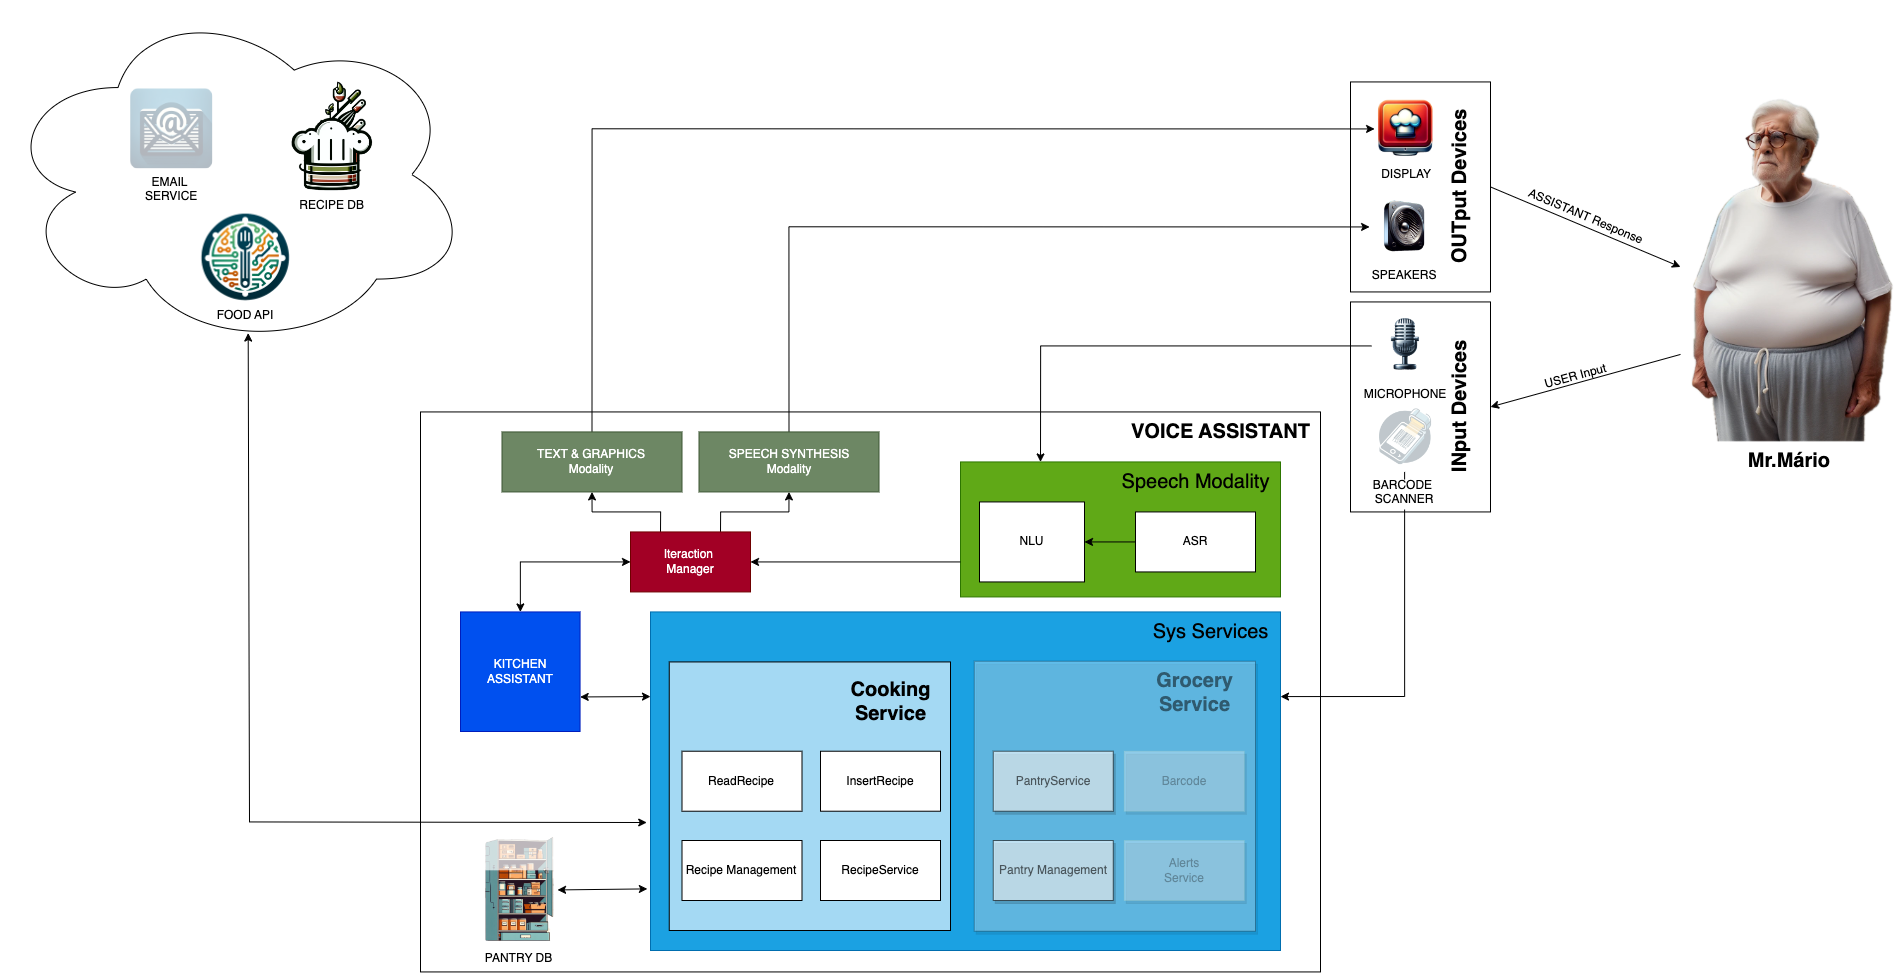 EMAIL
SERVICE
RECIPE DB
FOOD API
DISPLAY
SPEAKERS
OUTput Devices
ASSISTANT Response
MICROPHONE
BARCODE
SCANNER
INput Devices
USER Input
Mr.Mário
VOICE ASSISTANT
TEXT & GRAPHICS
Modality
SPEECH SYNTHESIS
Modality
Speech Modality
NLU
ASR
Iteraction
Manager
KITCHEN
ASSISTANT
Sys Services
Cooking
Service
ReadRecipe
InsertRecipe
Recipe Management
RecipeService
Grocery
Service
PantryService
Barcode
Pantry Management
Alerts
Service
PANTRY DB